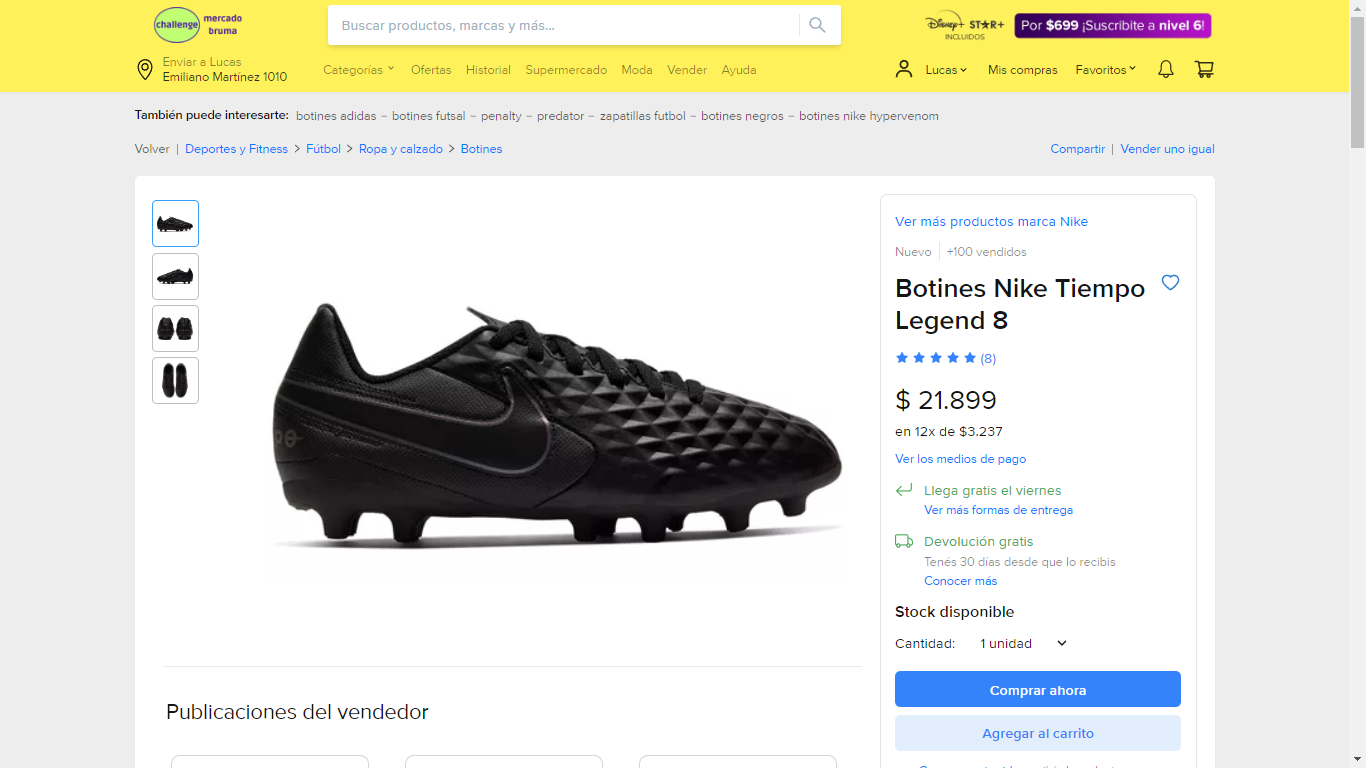 challenge mercado bruma
Buscar productos, marcas y más...
Disney+ STAR+
INCLUIDOS
Por $699 ¡Suscribite a nivel 6!
Enviar a Lucas
Emiliano Martínez 1010
Categorías Ofertas Historial Supermercado Moda Vender Ayuda
Lucas Mis compras Favoritos
También puede interesarte: botines adidas – botines futsal – penalty – predator – zapatillas futbol – botines negros – botines nike hypervenom
Volver | Deportes y Fitness > Fútbol > Ropa y calzado > Botines
Compartir | Vender uno igual
Ver más productos marca Nike
Nuevo +100 vendidos
Botines Nike Tiempo
Legend 8
(8)
$ 21.899
en 12x de $3.237
Ver los medios de pago
Llega gratis el viernes
Ver más formas de entrega
Devolución gratis
Tenés 30 días desde que lo recibis
Conocer más
Stock disponible
Cantidad: 1 unidad
Comprar ahora
Agregar al carrito
Publicaciones del vendedor